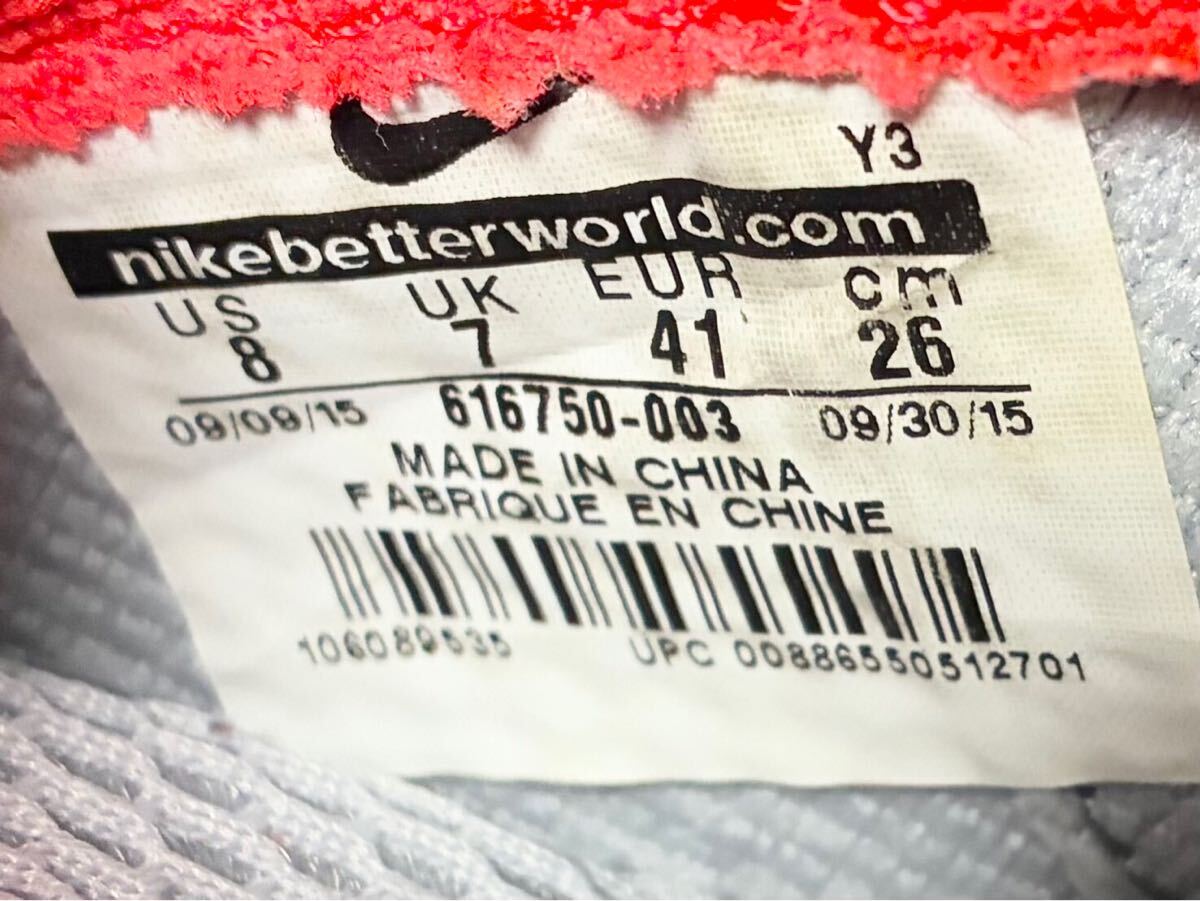 Y3
nikebetterworld.com
US UK EUR cm
8 7 41 26
09/09/15 616750-003 09/30/15
MADE IN CHINA
FABRIQUE EN CHINE
106089535 UPC 00886550512701